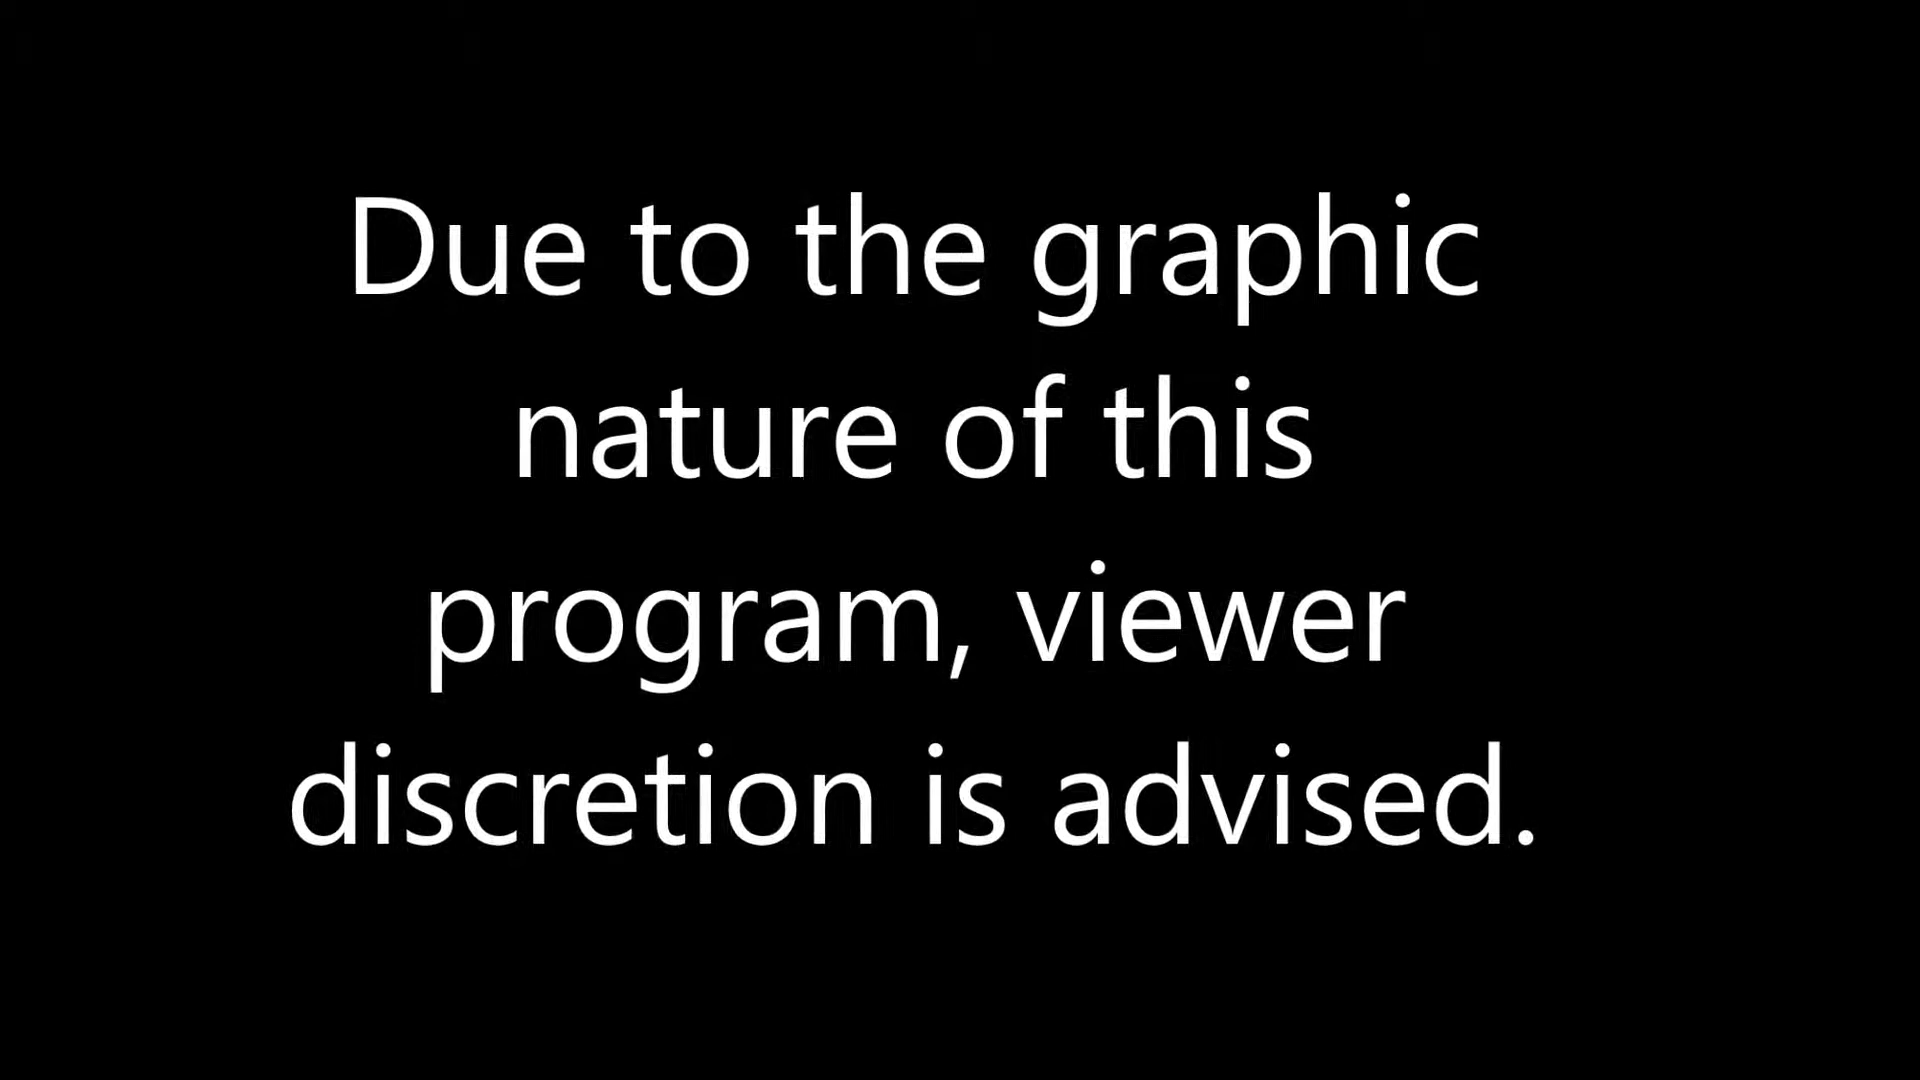 Due to the graphic
nature of this
program, viewer
discretion is advised.